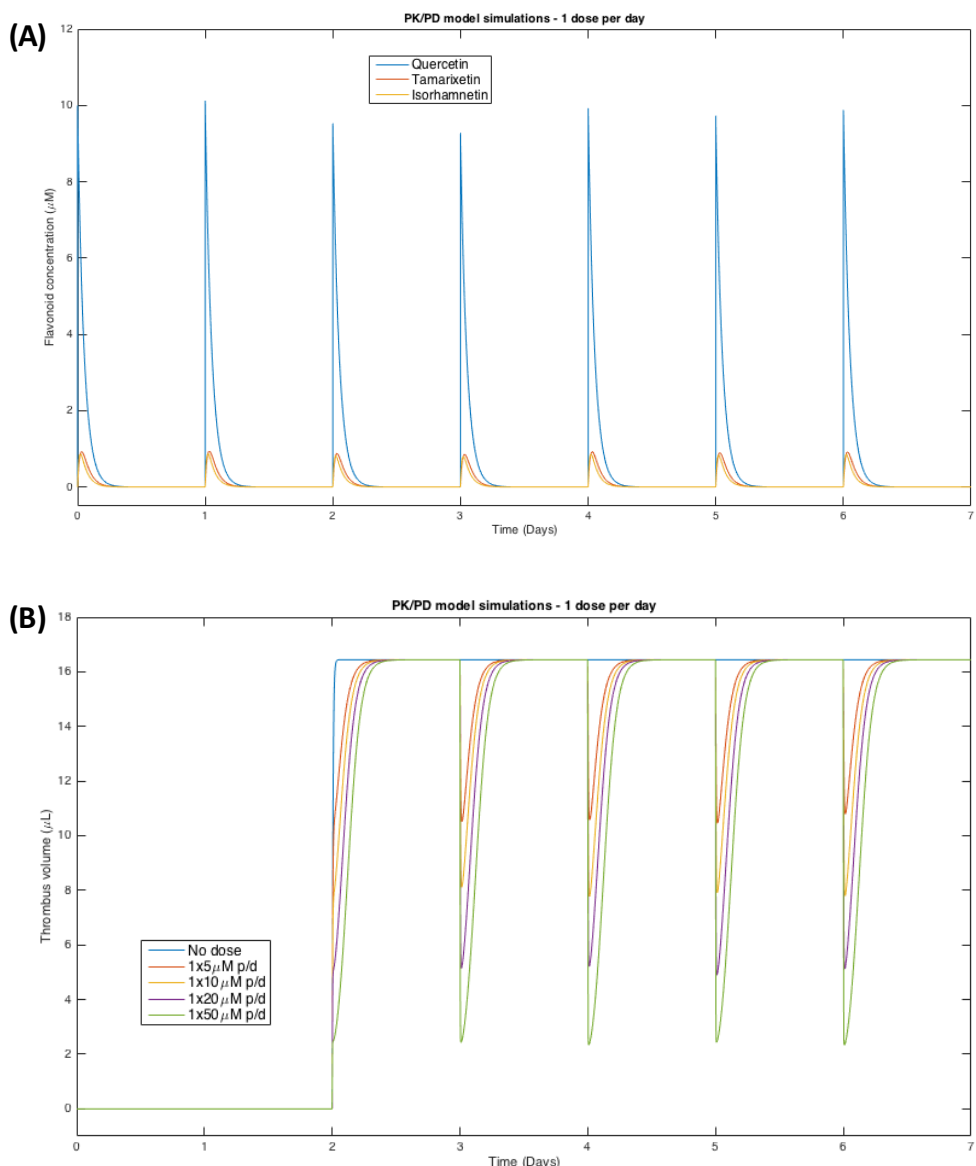 (A)
PK/PD model simulations - 1 dose per day
12
10
8
6
4
2
0
Flavonoid concentration (μM)
Quercetin
Tamarixetin
Isorhamnetin
0 1 2 3 4 5 6 7
Time (Days)
(B)
PK/PD model simulations - 1 dose per day
18
16
14
12
10
8
6
4
2
0
Thrombus volume (μL)
No dose
1x5μM p/d
1x10μM p/d
1x20μM p/d
1x50μM p/d
0 1 2 3 4 5 6 7
Time (Days)